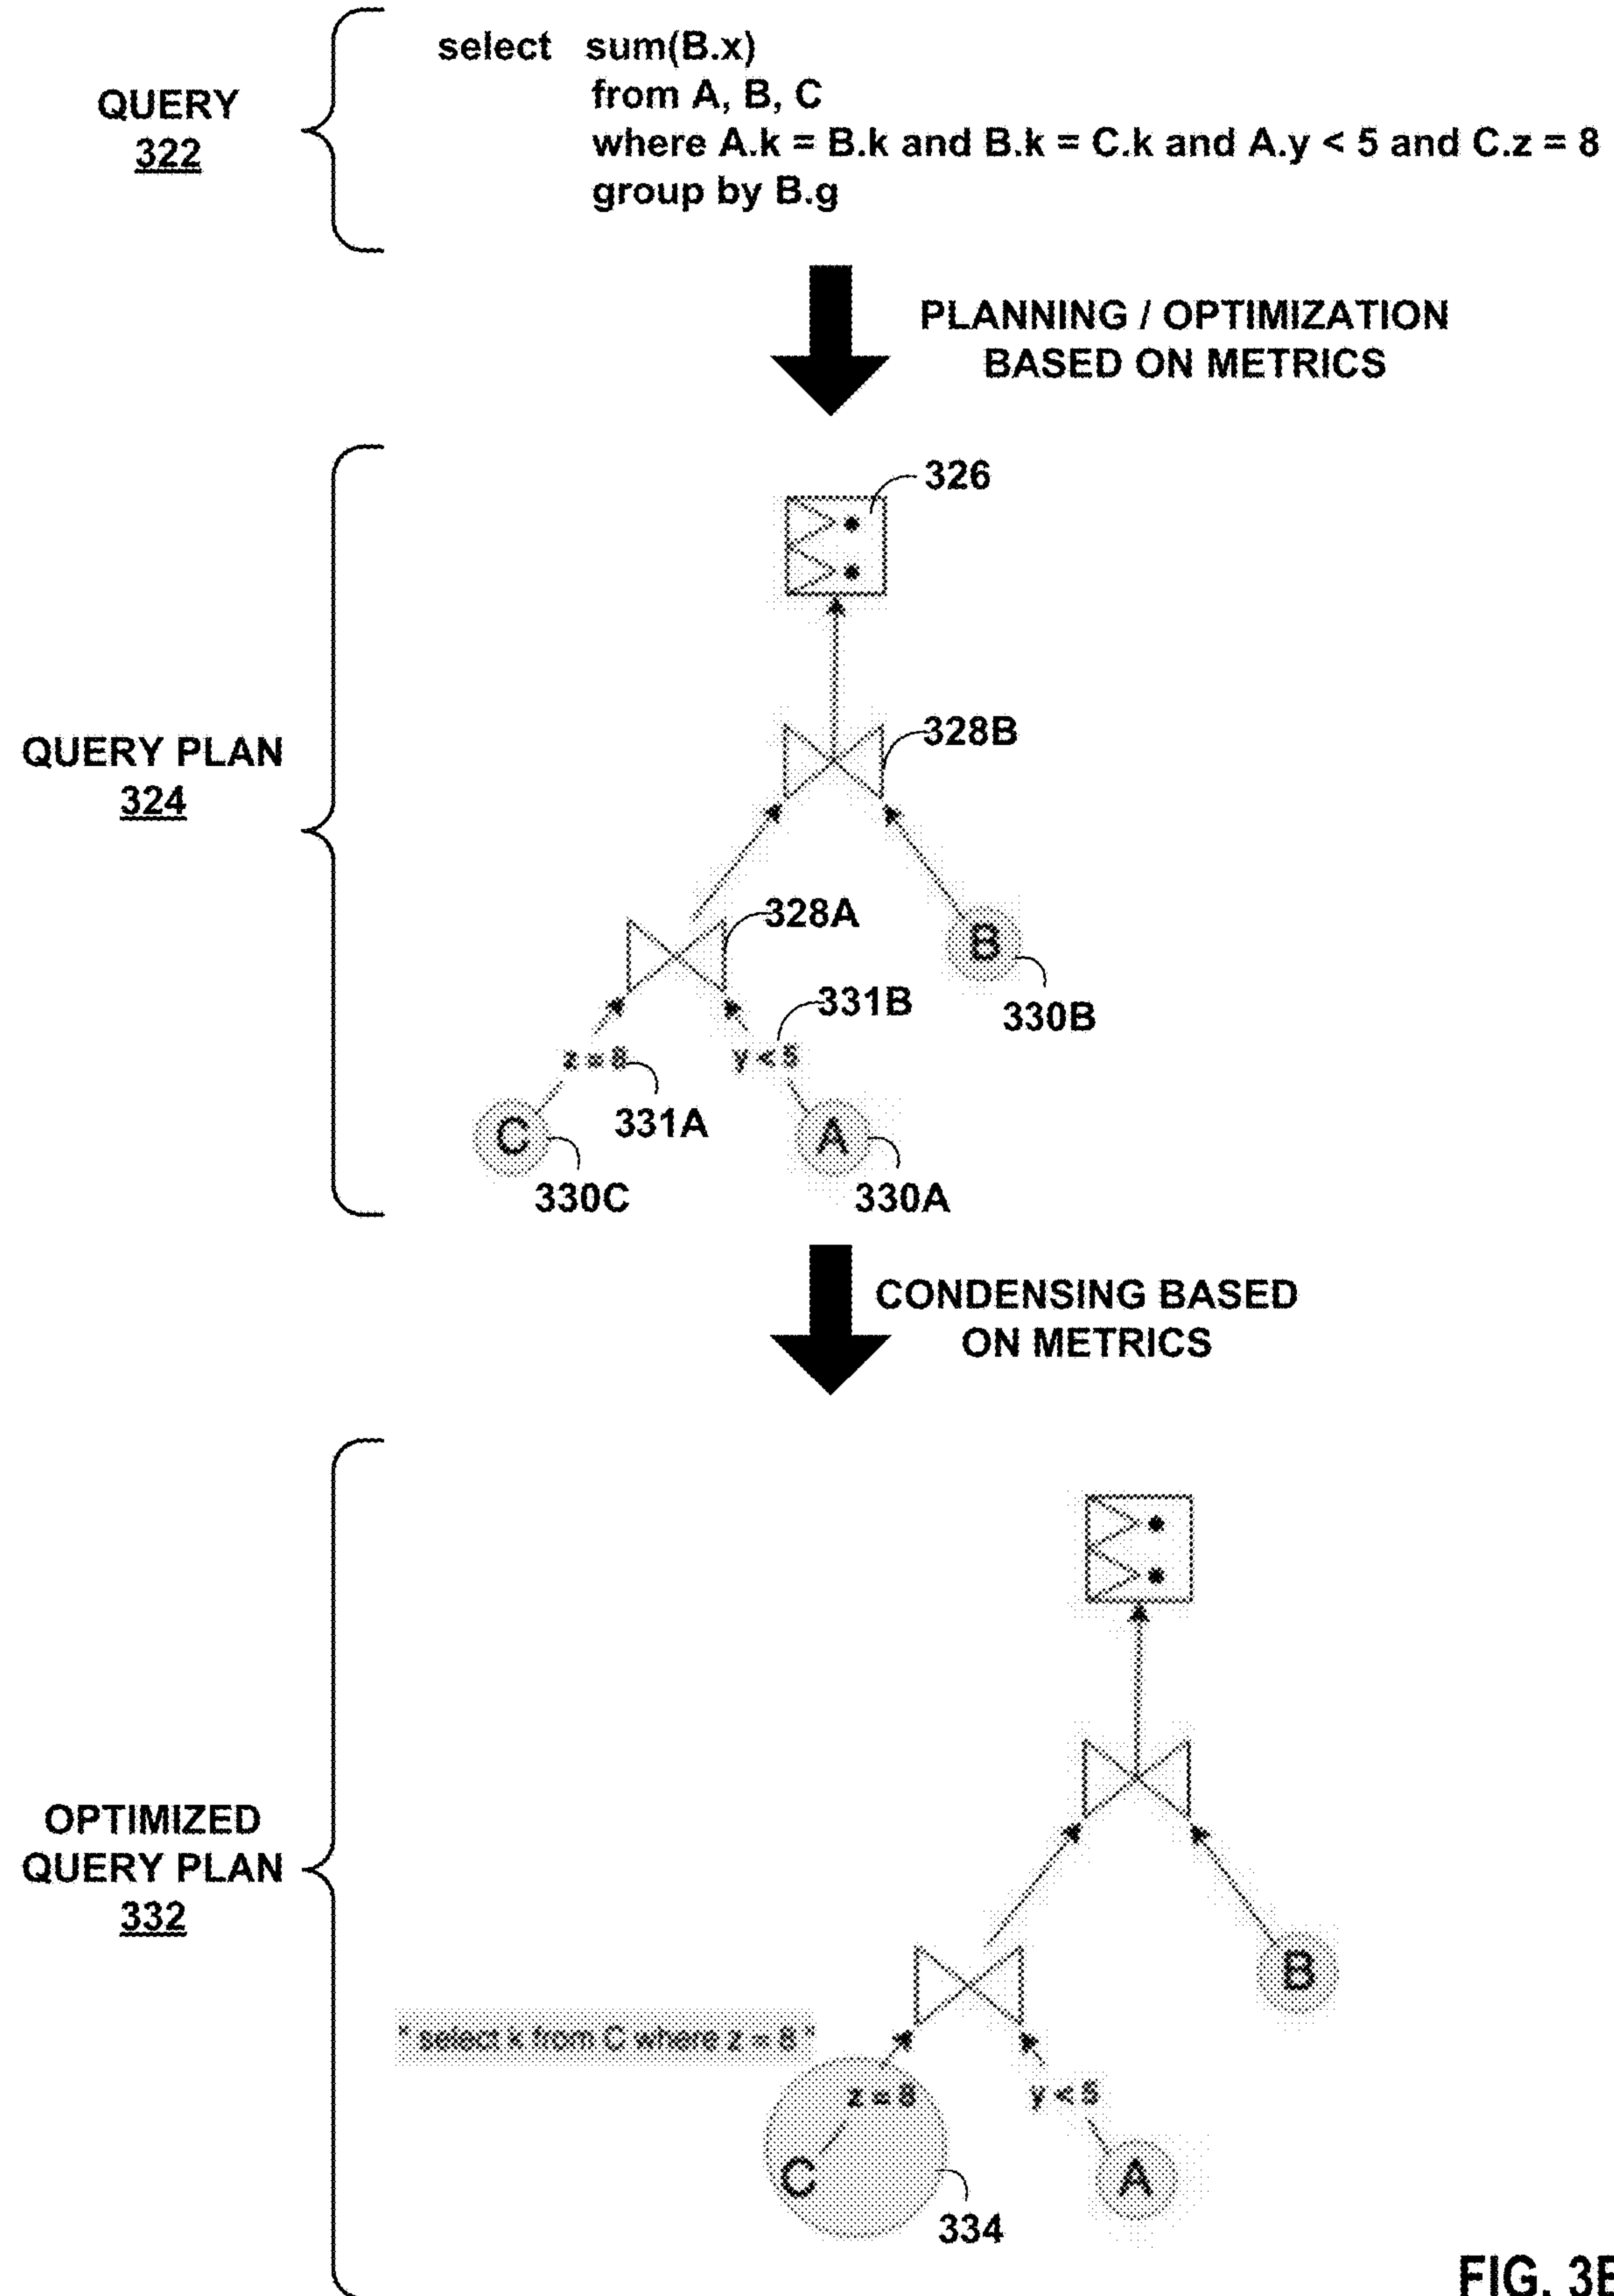 QUERY
322
select sum(B.x)
from A, B, C
where A.k = B.k and B.k = C.k and A.y < 5 and C.z = 8
group by B.g
PLANNING / OPTIMIZATION
BASED ON METRICS
QUERY PLAN
324
326
328B
328A
B
330B
331B
z = 8
y < 5
331A
C
A
330C
330A
CONDENSING BASED
ON METRICS
OPTIMIZED
QUERY PLAN
332
B
" select k from C where z = 8 "
z = 8
y < 5
C
A
334
FIG. 3